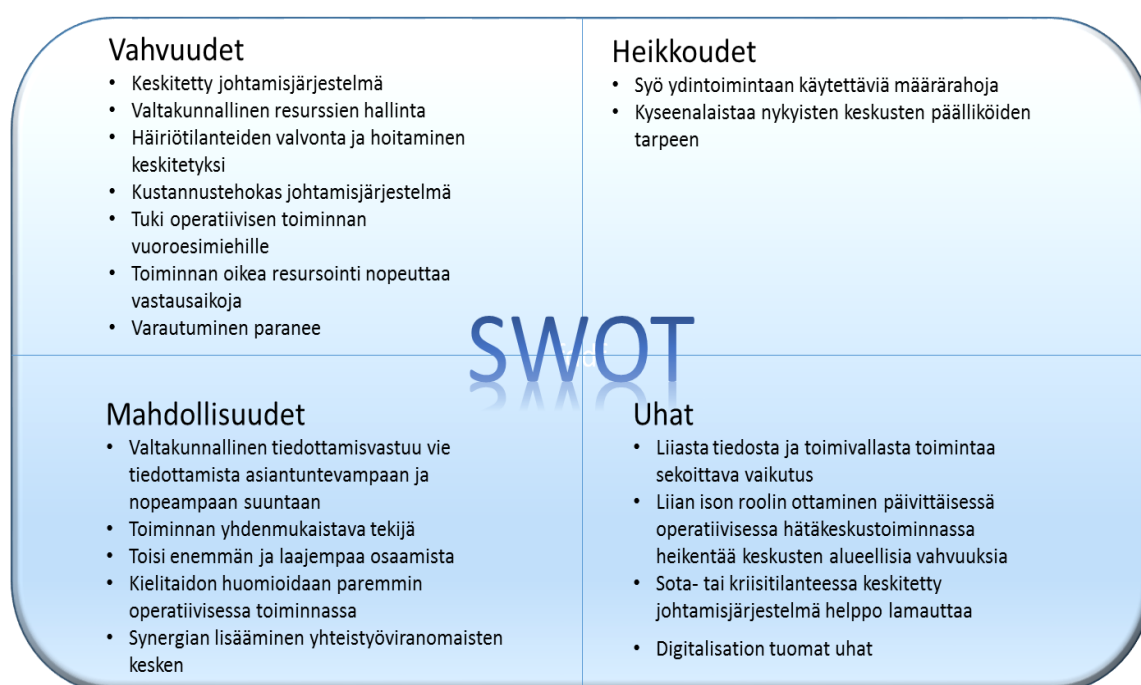 Vahvuudet
• Keskitetty johtamisjärjestelmä
• Valtakunnallinen resurssien hallinta
• Häiriötilanteiden valvonta ja hoitaminen
keskitetyksi
• Kustannustehokas johtamisjärjestelmä
• Tuki operatiivisen toiminnan
vuoroesimiehille
• Toiminnan oikea resursointi nopeuttaa
vastausaikoja
• Varautuminen paranee
Heikkoudet
• Syö ydintoimintaan käytettäviä määrärahoja
• Kyseenalaistaa nykyisten keskusten päälliköiden
tarpeen
SWOT
Mahdollisuudet
• Valtakunnallinen tiedottamisvastuu vie
tiedottamista asiantuntevampaan ja
nopeampaan suuntaan
• Toiminnan yhdenmukaistava tekijä
• Toisi enemmän ja laajempaa osaamista
• Kielitaidon huomioidaan paremmin
operatiivisessa toiminnassa
• Synergian lisääminen yhteistyöviranomaisten
kesken
Uhat
• Liiasta tiedosta ja toimivallasta toimintaa
sekoittava vaikutus
• Liian ison roolin ottaminen päivittäisessä
operatiivisessa hätäkeskustoiminnassa
heikentää keskusten alueellisia vahvuuksia
• Sota- tai kriisitilanteessa keskitetty
johtamisjärjestelmä helppo lamauttaa
• Digitalisation tuomat uhat